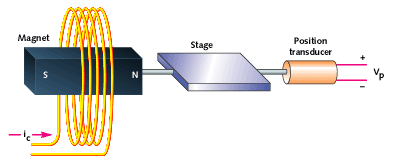 Magnet
Stage
Position
transducer
S
N
+
Vp
–
ic